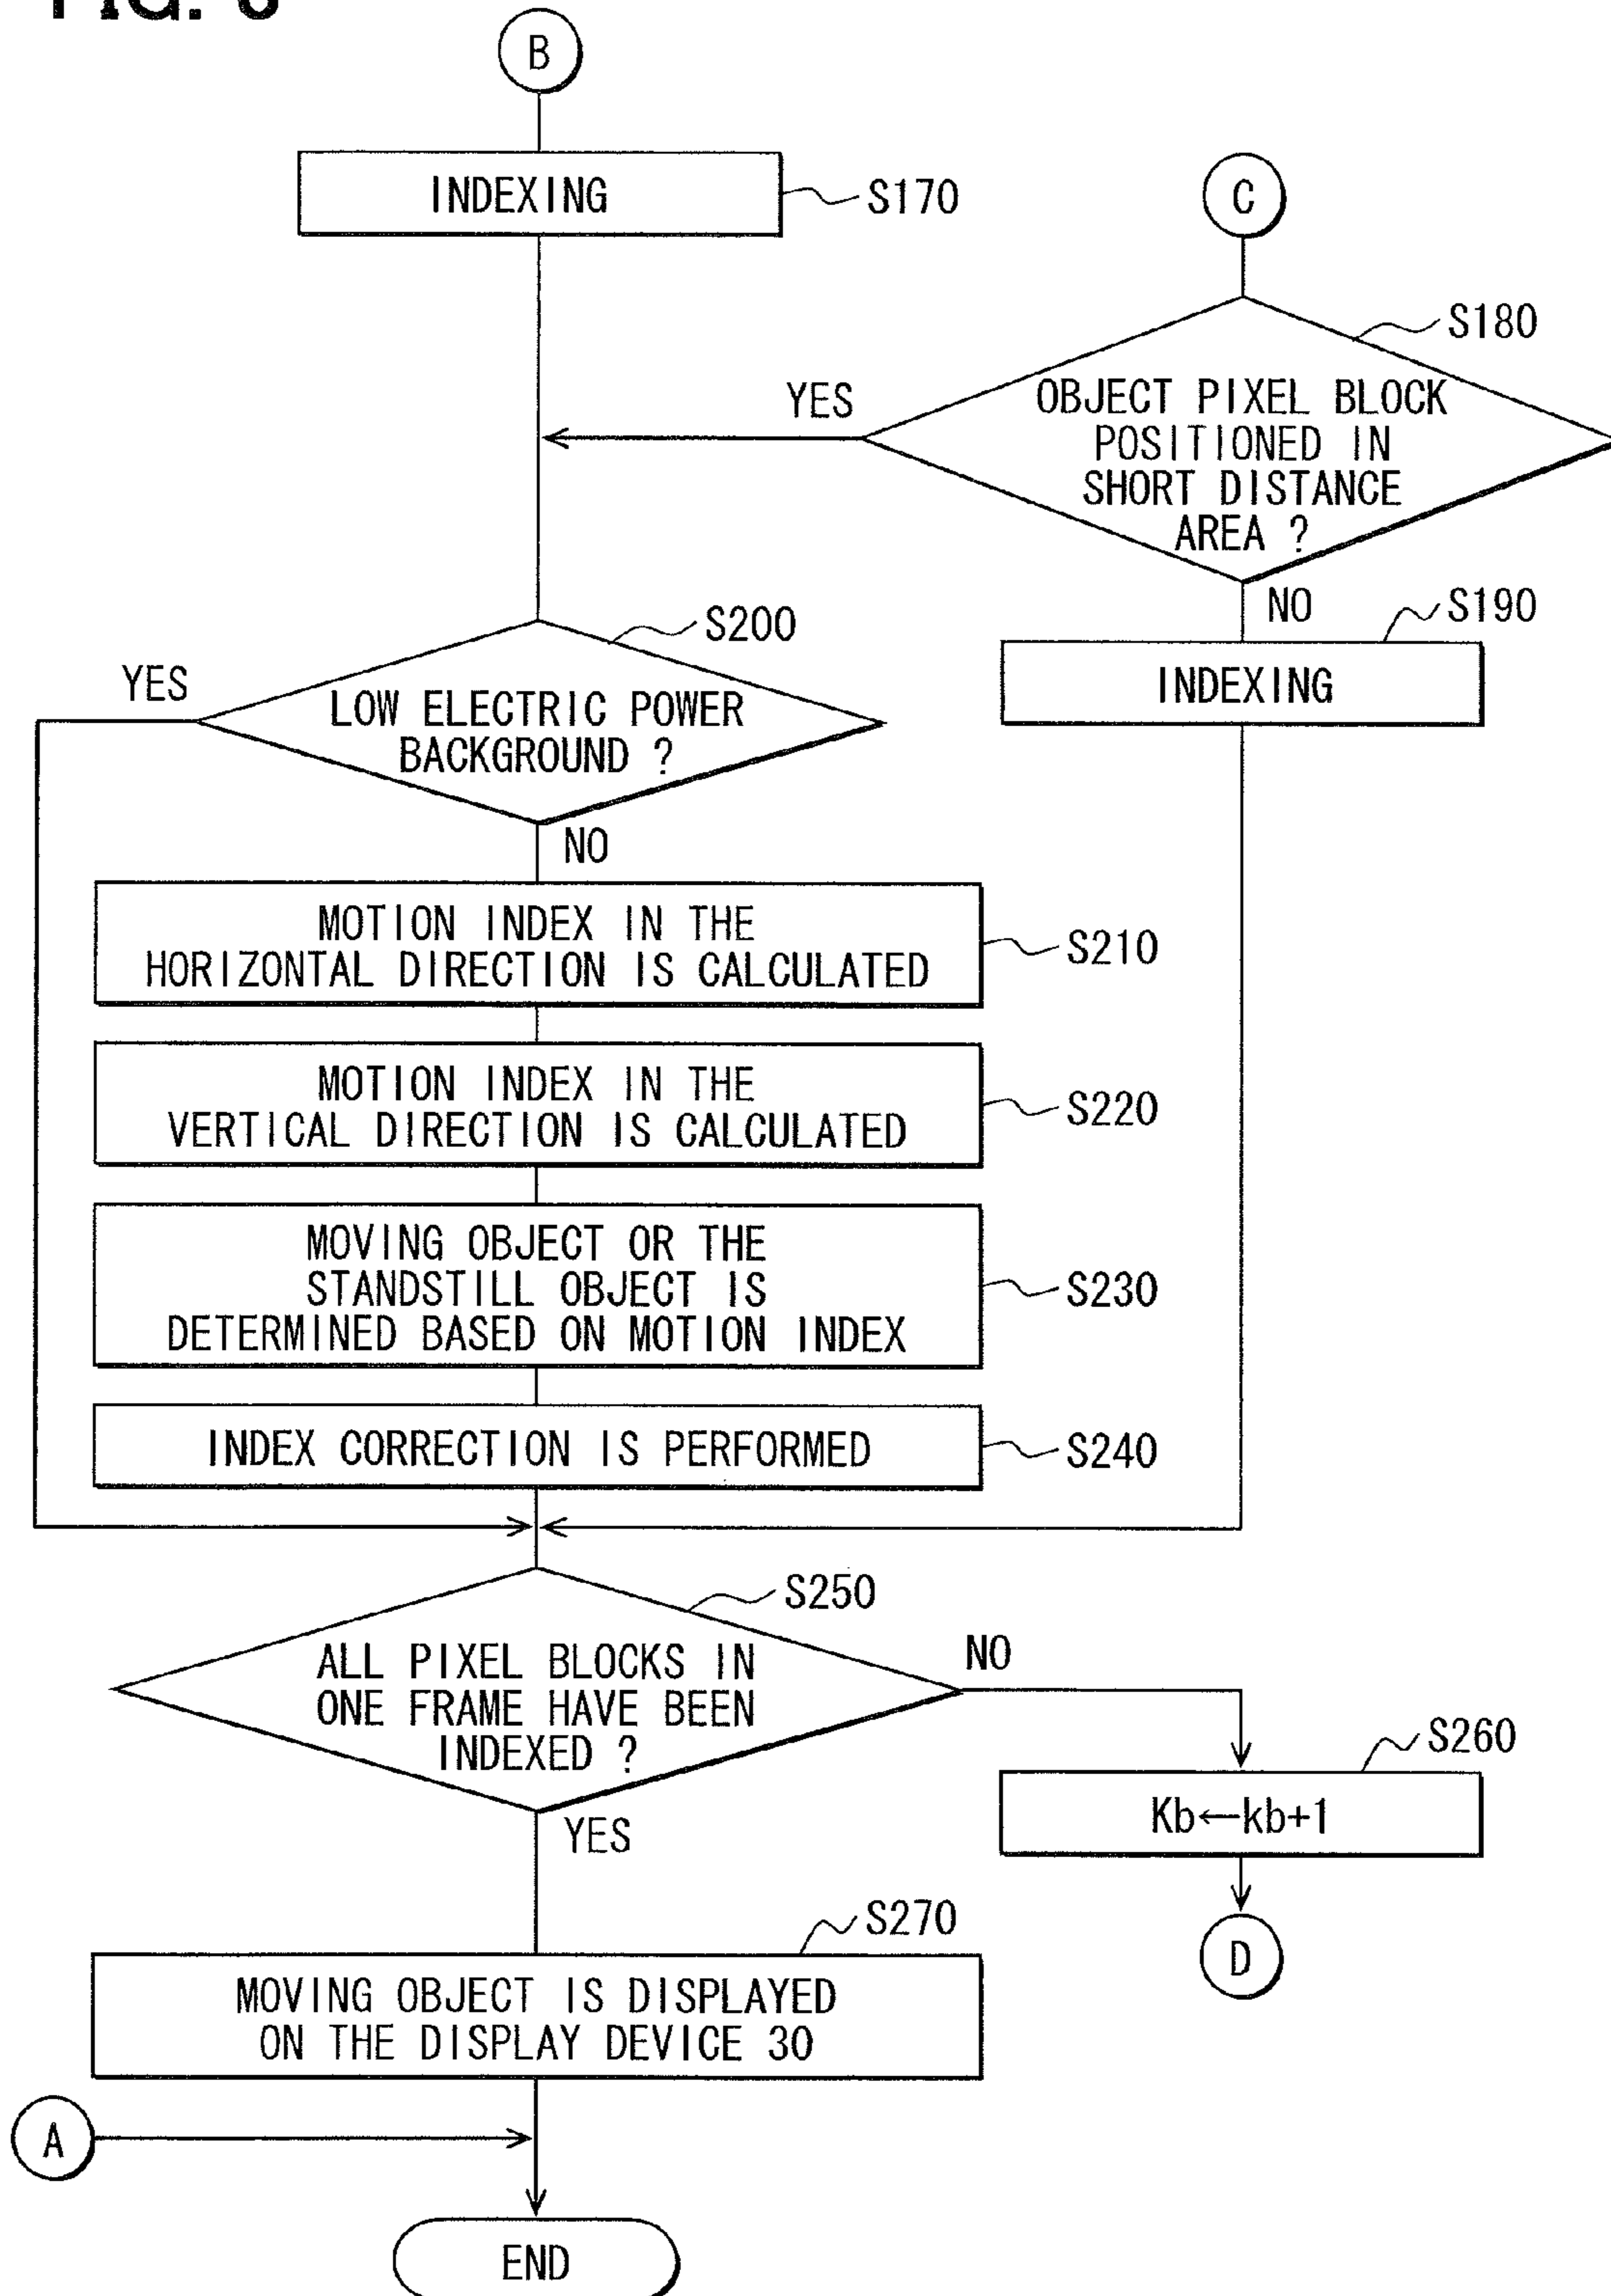 FIG.
B
INDEXING
S170
C
S180
OBJECT PIXEL BLOCK
POSITIONED IN
SHORT DISTANCE
AREA ?
YES
NO
S190
INDEXING
S200
YES
LOW ELECTRIC POWER
BACKGROUND ?
NO
MOTION INDEX IN THE
HORIZONTAL DIRECTION IS CALCULATED
S210
MOTION INDEX IN THE
VERTICAL DIRECTION IS CALCULATED
S220
MOVING OBJECT OR THE
STANDSTILL OBJECT IS
DETERMINED BASED ON MOTION INDEX
S230
INDEX CORRECTION IS PERFORMED
S240
S250
ALL PIXEL BLOCKS IN
ONE FRAME HAVE BEEN
INDEXED ?
NO
S260
Kb←kb+1
YES
D
S270
MOVING OBJECT IS DISPLAYED
ON THE DISPLAY DEVICE 30
A
END